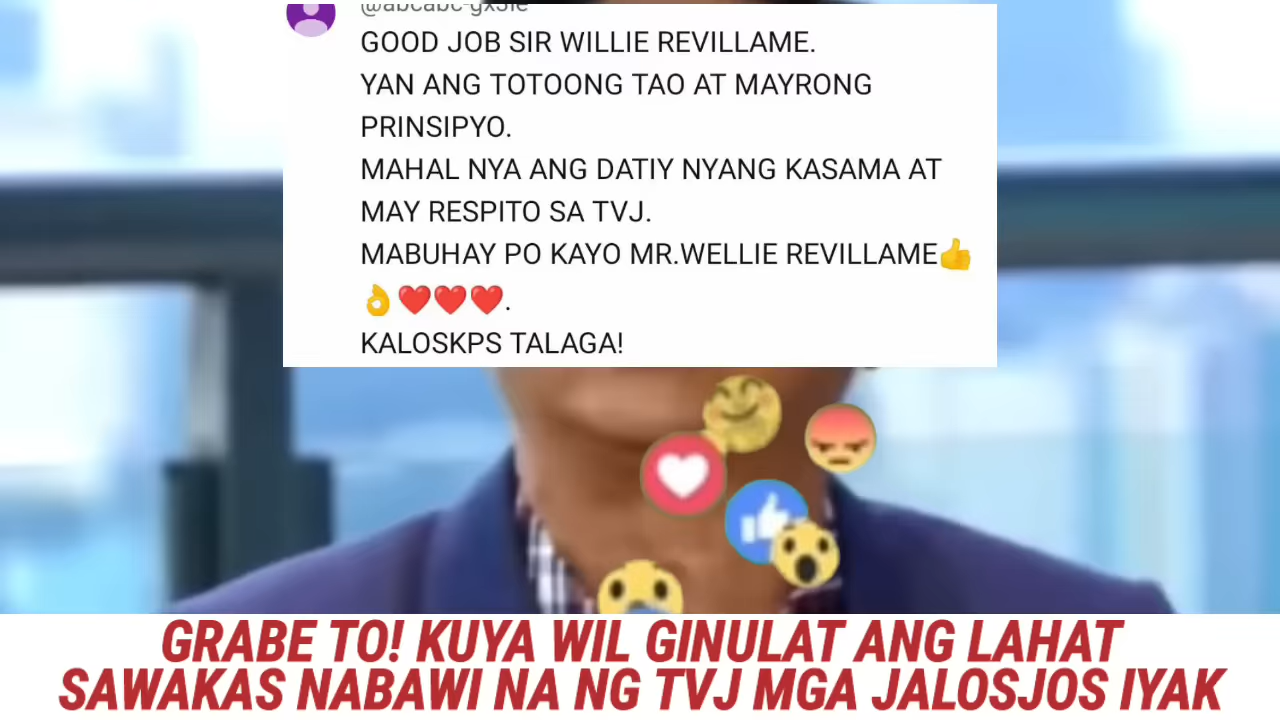 GOOD JOB SIR WILLIE REVILLAME.
YAN ANG TOTOONG TAO AT MAYRONG
PRINSIPYO.
MAHAL NYA ANG DATIY NYANG KASAMA AT
MAY RESPITO SA TVJ.
MABUHAY PO KAYO MR.WELLIE REVILLAME👍
👌❤️❤️❤️.
KALOSKPS TALAGA!
GRABE TO! KUYA WIL GINULAT ANG LAHAT
SAWAKAS NABAWI NA NG TVJ MGA JALOSJOS IYAK